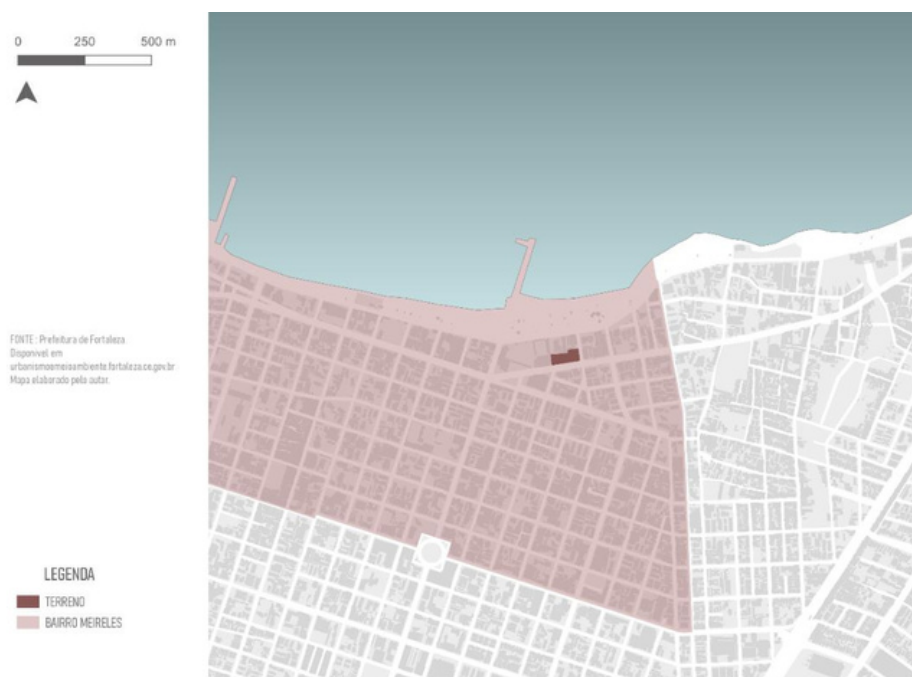 0 250 500 m
FONTE : Prefeitura de Fortaleza
Disponível em
urbanismoemeioambiente.fortaleza.ce.gov.br
Mapa elaborado pelo autor.
LEGENDA
TERRENO
BAIRRO MEIRELES